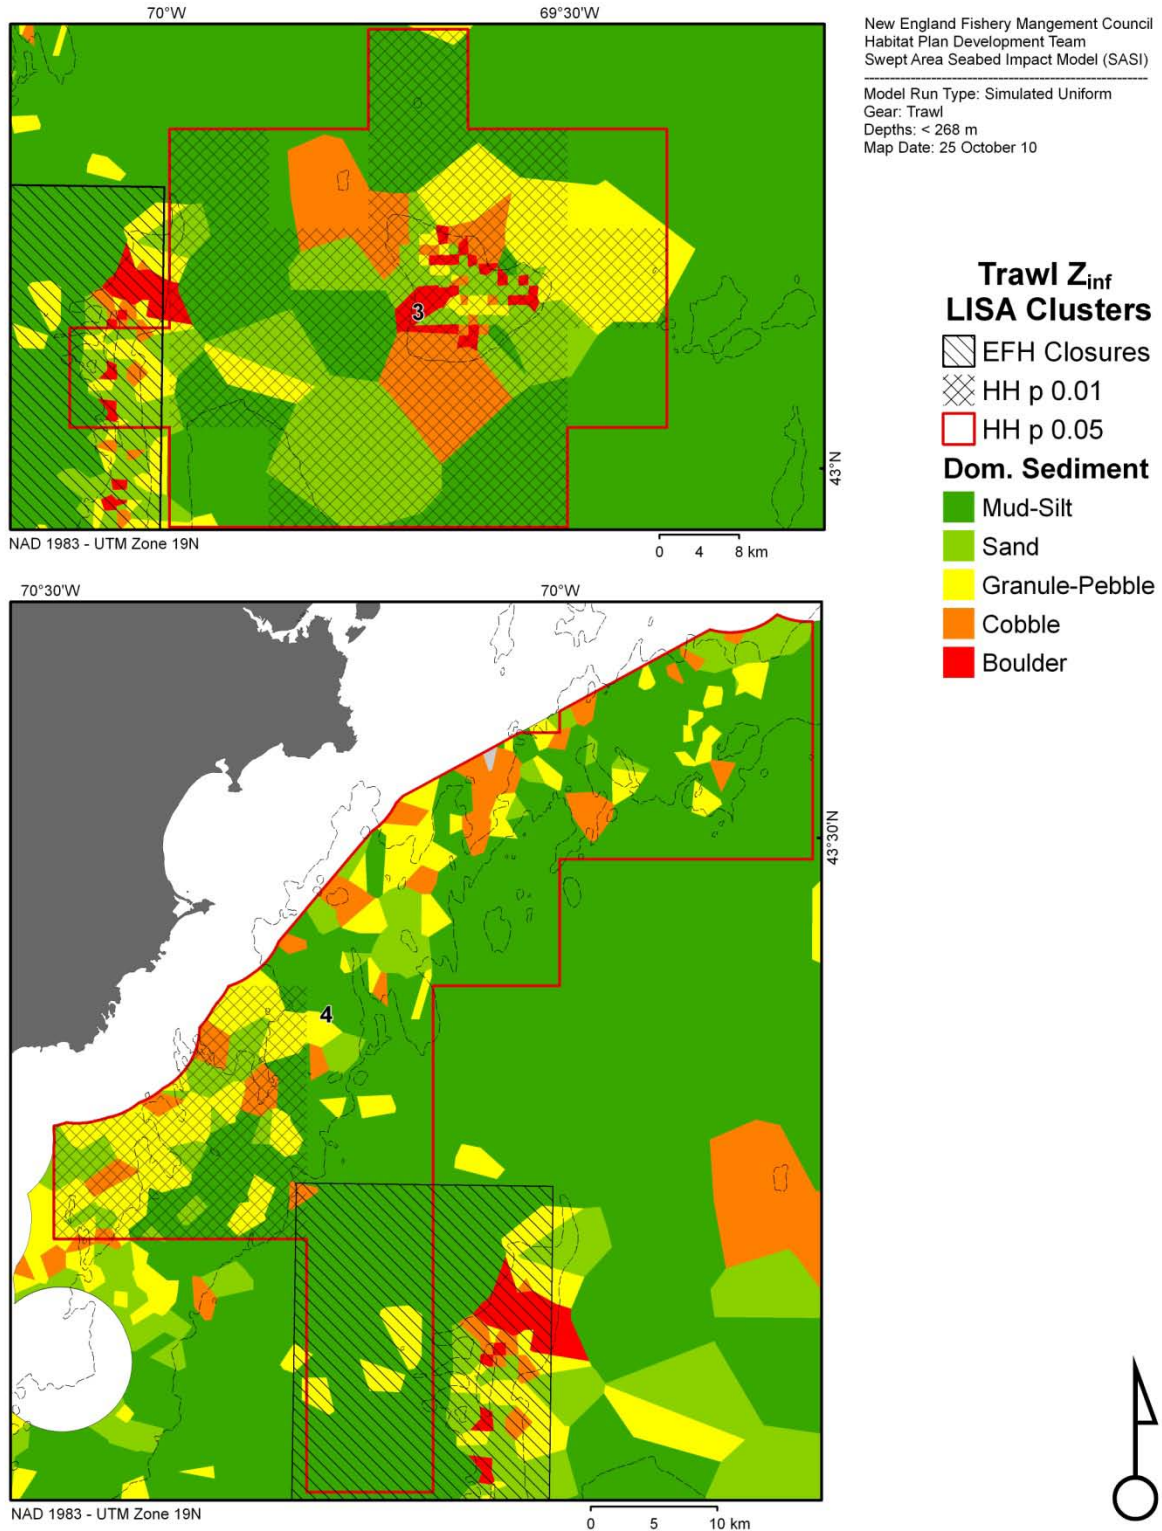 70°W
69°30'W
New England Fishery Mangement Council
Habitat Plan Development Team
Swept Area Seabed Impact Model (SASI)
Model Run Type: Simulated Uniform
Gear: Trawl
Depths: < 268 m
Map Date: 25 October 10
3
43°N
NAD 1983 - UTM Zone 19N
0 4 8 km
Trawl Zinf
LISA Clusters
EFH Closures
HH p 0.01
HH p 0.05
Dom. Sediment
Mud-Silt
Sand
Granule-Pebble
Cobble
Boulder
70°30'W
70°W
43°30'N
4
NAD 1983 - UTM Zone 19N
0 5 10 km